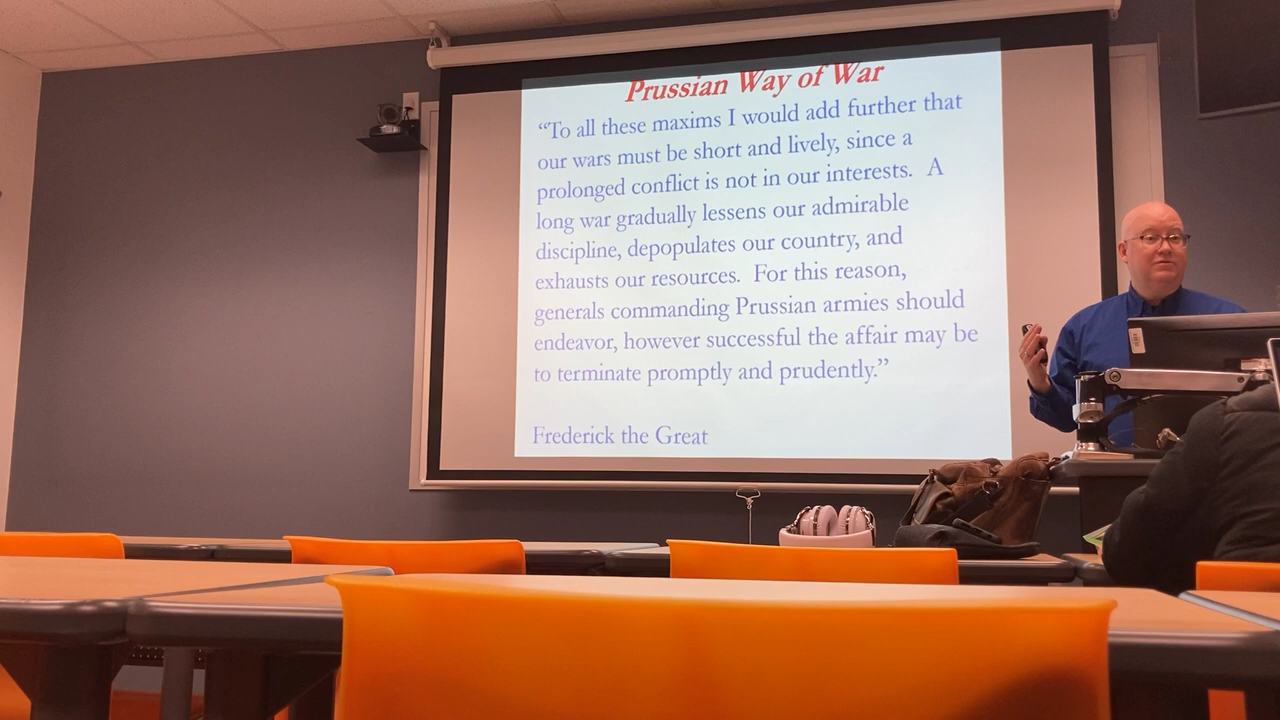 Prussian Way of War
“To all these maxims I would add further that
our wars must be short and lively, since a
prolonged conflict is not in our interests.  A
long war gradually lessens our admirable
discipline, depopulates our country, and
exhausts our resources.  For this reason,
generals commanding Prussian armies should
endeavor, however successful the affair may be
to terminate promptly and prudently.”
Frederick the Great